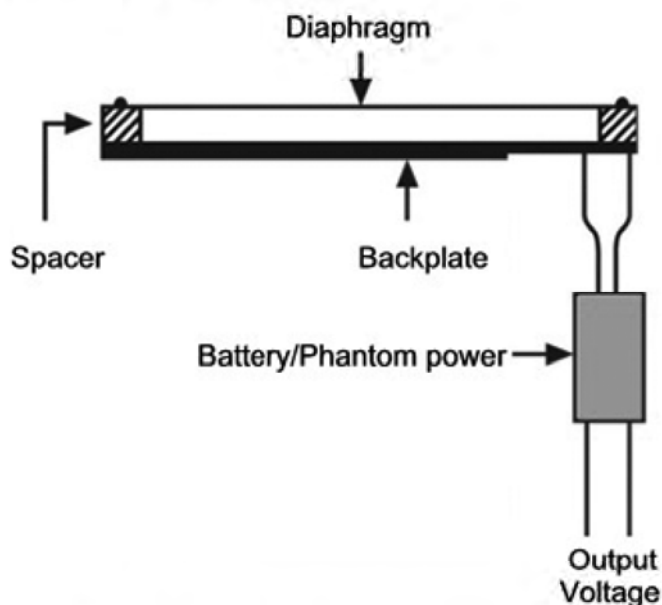 Diaphragm
Spacer
Backplate
Battery/Phantom power
Output
Voltage